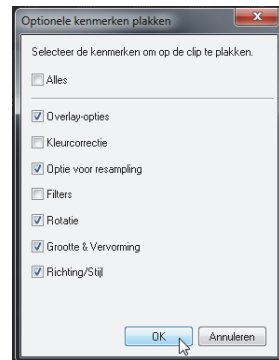 Optionele kenmerken plakken
Selecteer de kenmerken om op de clip te plakken.
Alles
Overlay-opties
Kleurcorrectie
Optie voor resampling
Filters
Rotatie
Grootte & Vervorming
Richting/Stijl
OK
Annuleren